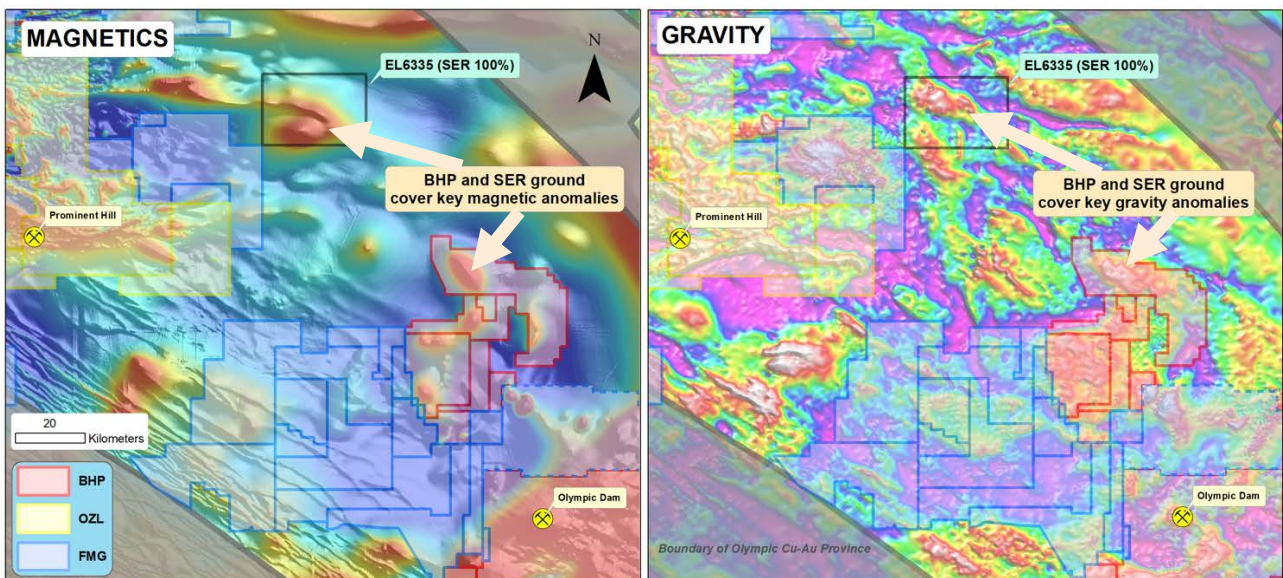 MAGNETICS
N
EL6335 (SER 100%)
BHP and SER ground
cover key magnetic anomalies
Prominent Hill
20
Kilometers
BHP
OZL
FMG
Olympic Dam
GRAVITY
EL6335 (SER 100%)
BHP and SER ground
cover key gravity anomalies
Prominent Hill
Olympic Dam
Boundary of Olympic Cu-Au Province